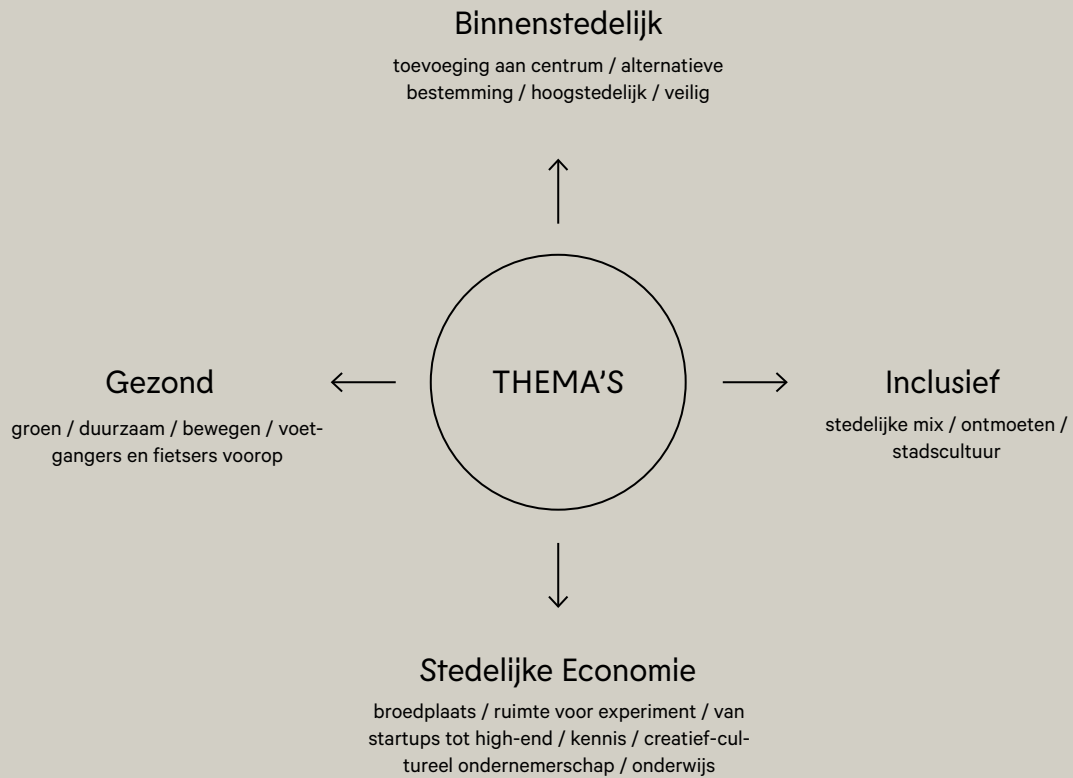 Binnenstedelijk
toevoeging aan centrum / alternatieve
bestemming / hoogstedelijk / veilig
Gezond
groen / duurzaam / bewegen / voet-
gangers en fietsers voorop
THEMA'S
Inclusief
stedelijke mix / ontmoeten /
stadscultuur
Stedelijke Economie
broedplaats / ruimte voor experiment / van
startups tot high-end / kennis / creatief-cul-
tureel ondernemerschap / onderwijs